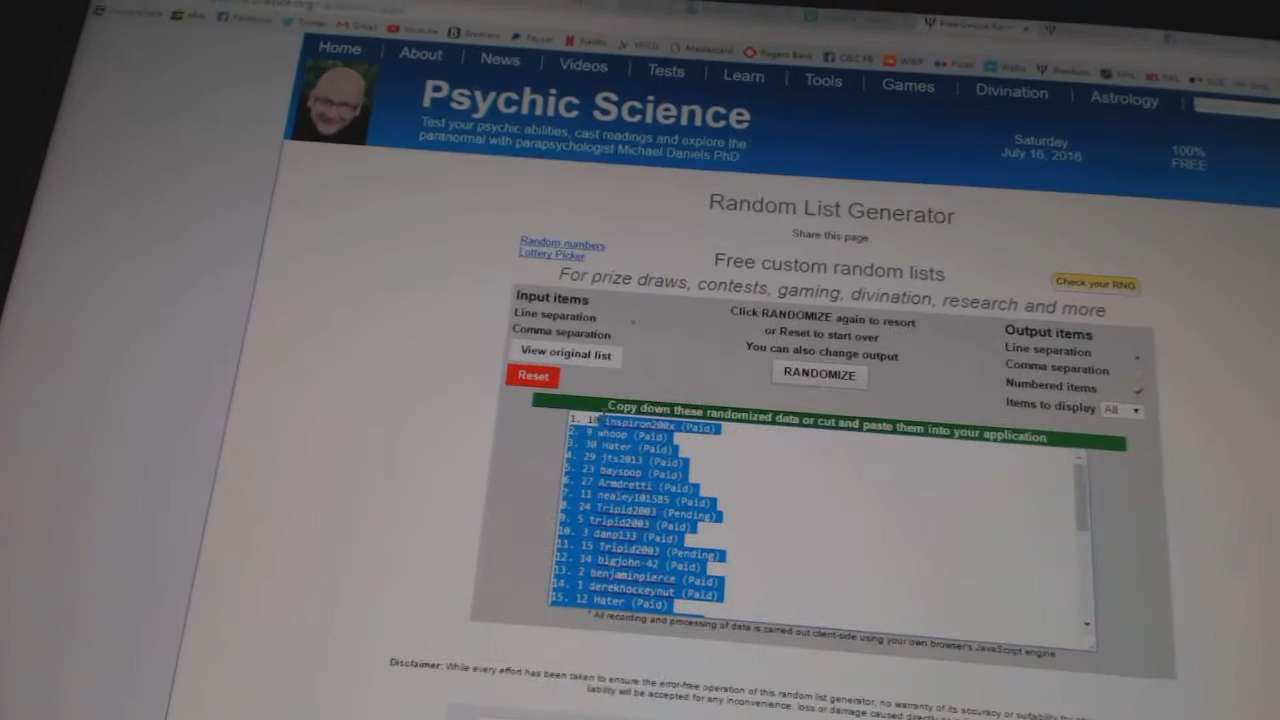 Facebook Twitter Gmail Youtube Netflix Rogers Bank
Home About News Videos Tests Learn Tools Games Divination Astrology
Psychic Science
Test your psychic abilities, cast readings and explore the
paranormal with parapsychologist Michael Daniels PhD
Saturday
July 16, 2016
100%
FREE
Random List Generator
Share this page
Random numbers
Lottery Picker
Free custom random lists
For prize draws, contests, gaming, divination, research and more
Check your RNG
Input items
Line separation
Comma separation
View original list
Reset
Click RANDOMIZE again to resort
or Reset to start over
You can also change output
RANDOMIZE
Output items
Line separation
Comma separation
Numbered items
Items to display All
Copy down these randomized data or cut and paste them into your application
1. 18 inspiron200x (Paid)
2. 9 whoop (Paid)
3. 30 Hater (Paid)
4. 29 jts2013 (Paid)
5. 23 bayspop (Paid)
6. 27 Armdretti (Paid)
7. 11 nealey101585 (Paid)
8. 24 Tripid2003 (Pending)
9. 5 tripid2003 (Paid)
10. 3 danp133 (Paid)
11. 15 Tripid2003 (Pending)
12. 14 bigjohn-42 (Paid)
13. 2 benjaminpierce (Paid)
14. 1 derekhockeynut (Paid)
15. 12 Hater (Paid)
* All recording and processing of data is carried out client-side using your own browser's JavaScript engine
Disclaimer: While every effort has been taken to ensure the error-free operation of this random list generator, no warranty of its accuracy or suitability for
liability will be accepted for any inconvenience, loss or damage caused directly